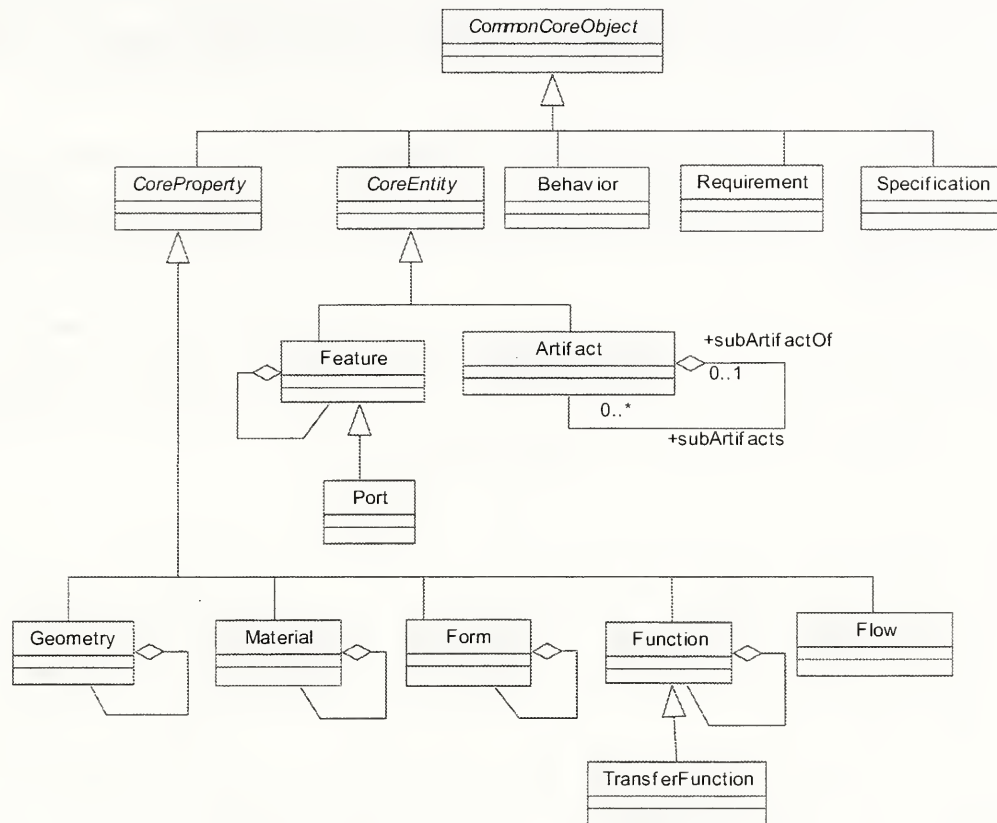 CommonCoreObject
CoreProperty
CoreEntity
Behavior
Requirement
Specification
Feature
Artifact
+subArtifactOf
0..1
0..*
+subArtifacts
Port
Geometry
Material
Form
Function
Flow
TransferFunction